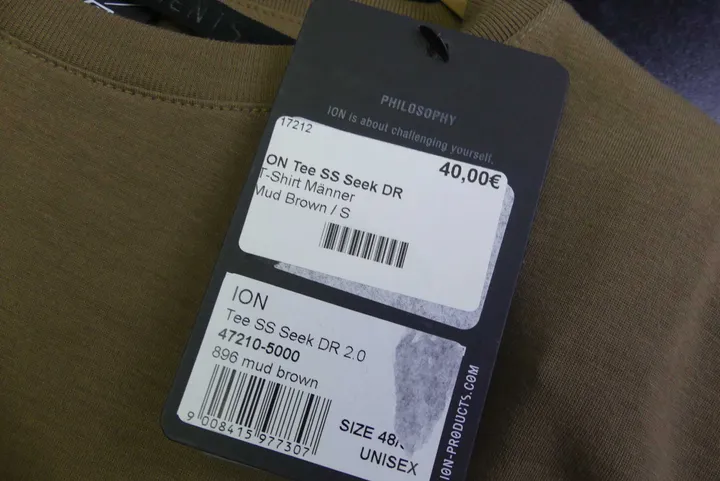 ENIS
PHILOSOPHY
ION is about challenging yourself.
17212
ON Tee SS Seek DR
40,00€
T-Shirt Männer
Mud Brown / S
ION
Tee SS Seek DR 2.0
47210-5000
896 mud brown
9 008415 977307
SIZE 48/
UNISEX
ION-PRODUCTS.COM